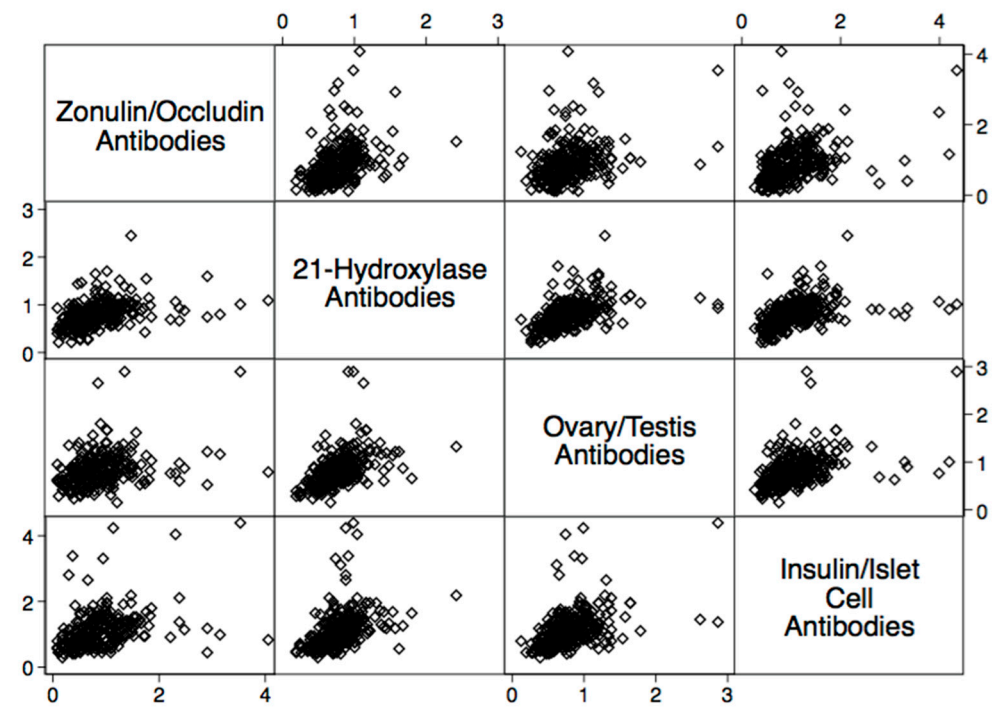 0 1 2 3 0 2 4
Zonulin/Occludin
Antibodies
4
2
0
3
2
1
0
21-Hydroxylase
Antibodies
Ovary/Testis
Antibodies
3
2
1
0
4
2
0
Insulin/Islet
Cell
Antibodies
0 2 4 0 1 2 3